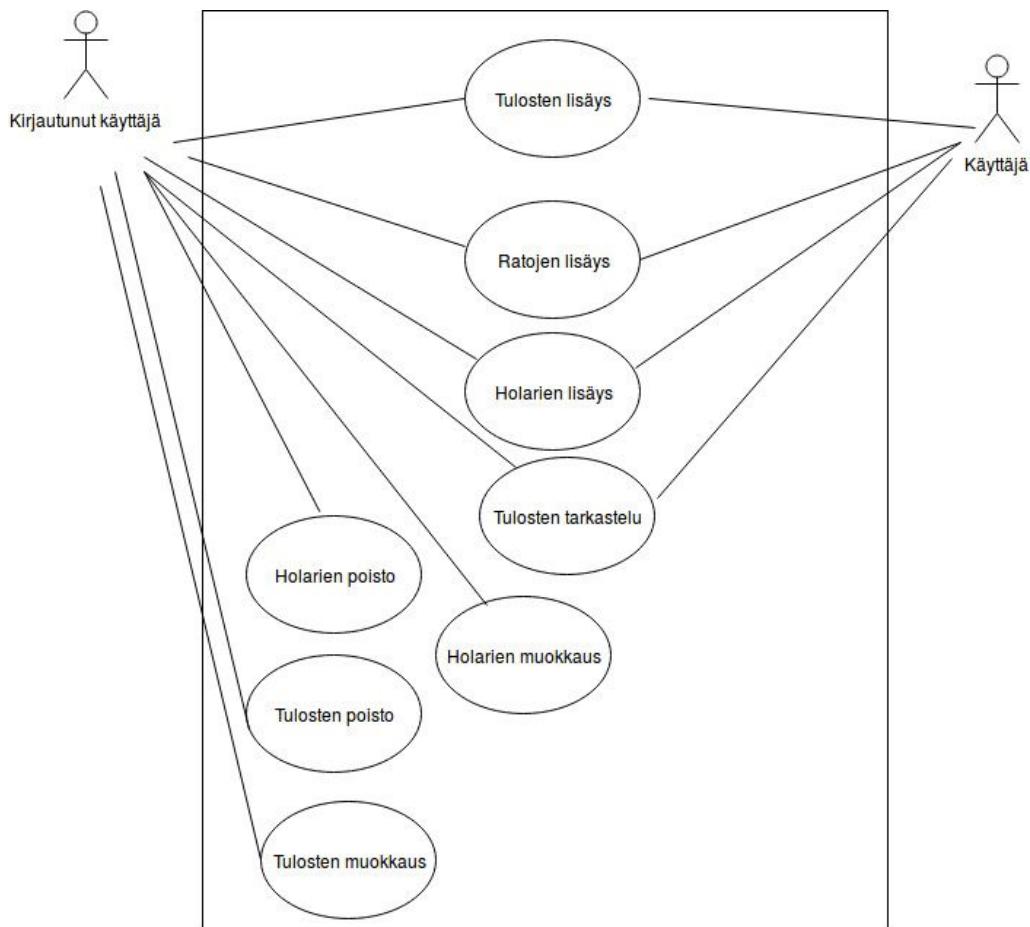 Kirjautunut käyttäjä
Käyttäjä
Tulosten lisäys
Ratojen lisäys
Holarien lisäys
Tulosten tarkastelu
Holarien poisto
Holarien muokkaus
Tulosten poisto
Tulosten muokkaus